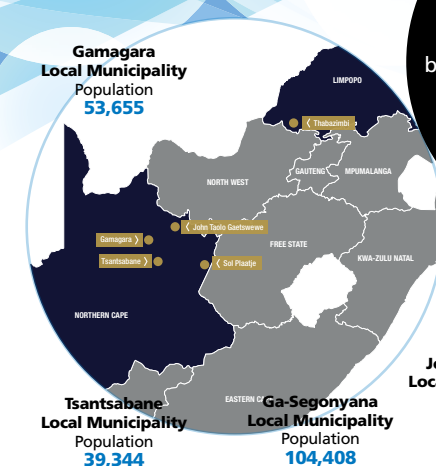 Gamagara
Local Municipality
Population
53,655
LIMPOPO
‹ Thabazimbi
GAUTENG
MPUMALANGA
NORTH WEST
‹ John Taolo Gaetswewe
Gamagara ›
Tsantsabane ›
‹ Sol Plaatje
FREE STATE
KWA-ZULU NATAL
NORTHERN CAPE
EASTERN
Tsantsabane
Local Municipality
Population
39,344
Ga-Segonyana
Local Municipality
Population
104,408